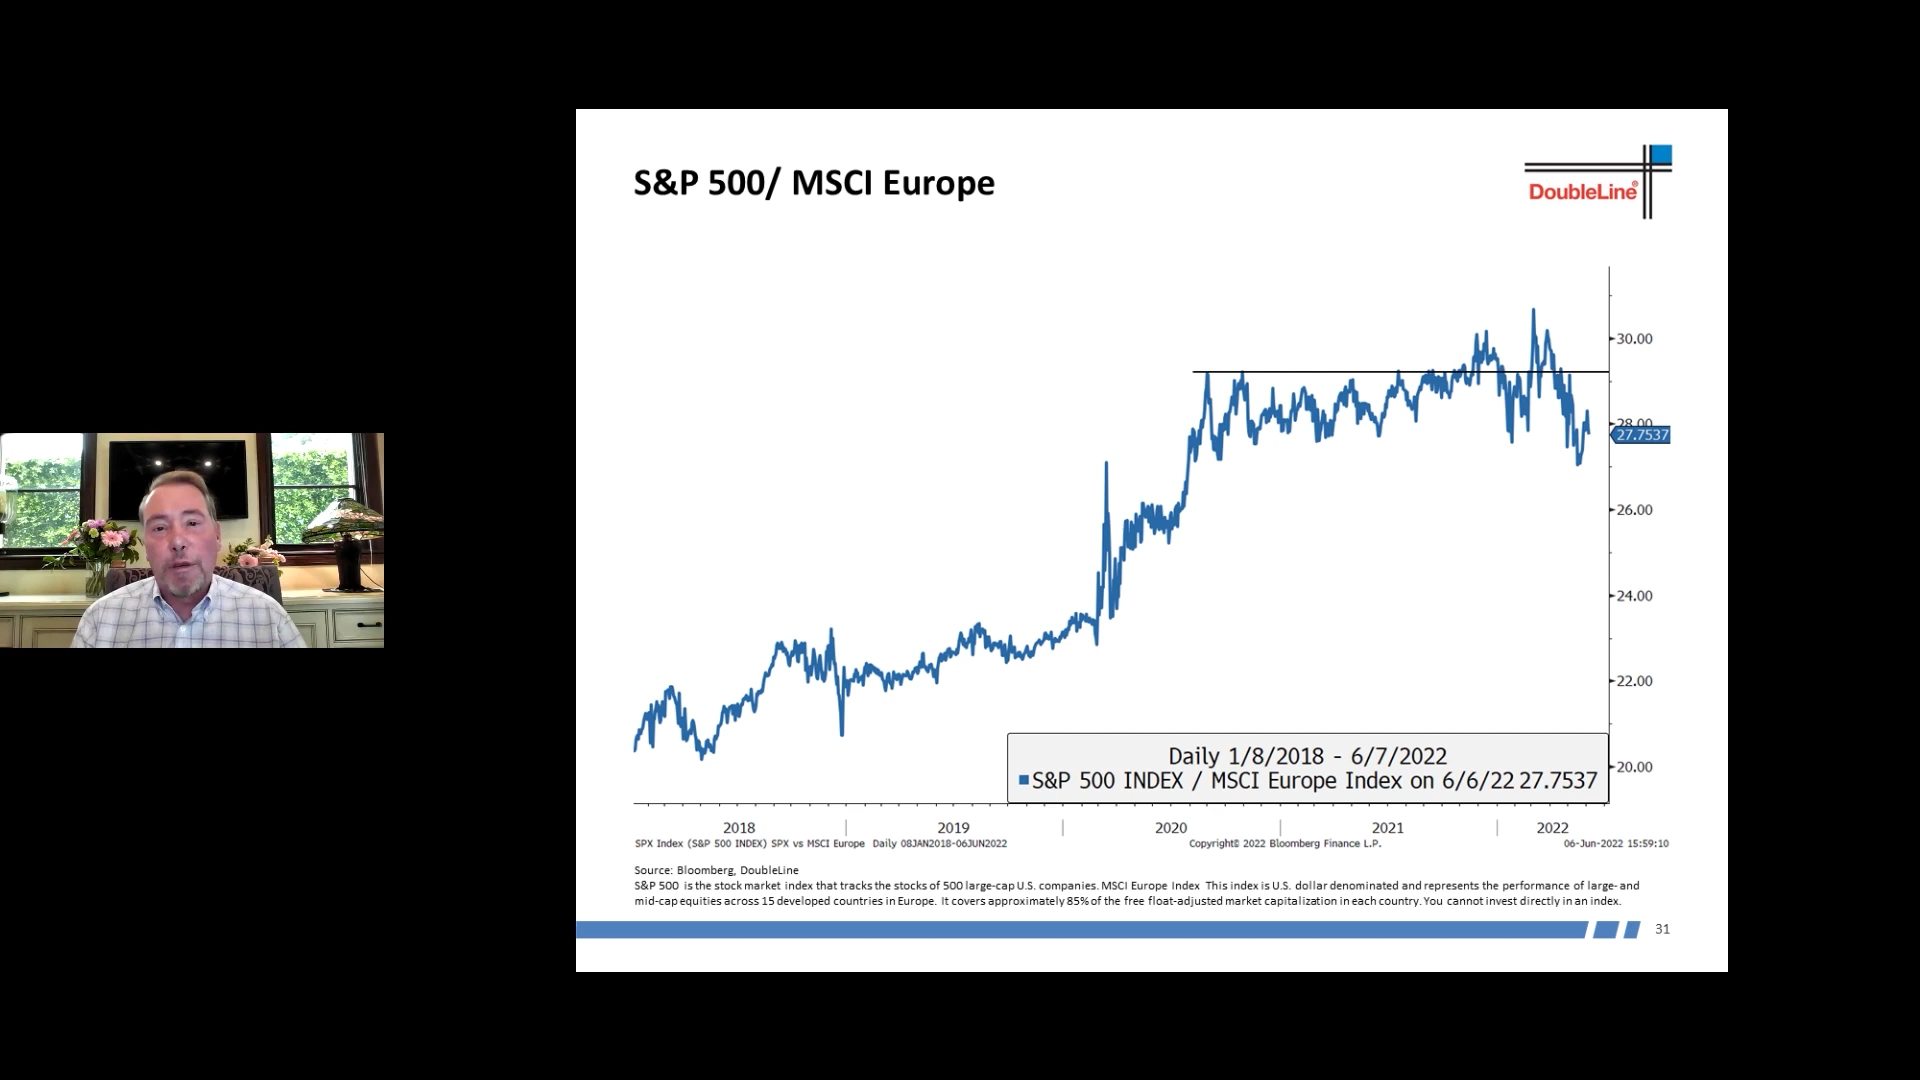 S&P 500/ MSCI Europe
DoubleLine®
30.00
28.00
27.7537
26.00
24.00
22.00
20.00
Daily 1/8/2018 - 6/7/2022
S&P 500 INDEX / MSCI Europe Index on 6/6/22 27.7537
2018 2019 2020 2021 2022
SPX Index (S&P 500 INDEX) SPX vs MSCI Europe Daily 08JAN2018-06JUN2022 Copyright© 2022 Bloomberg Finance L.P. 06-Jun-2022 15:59:10
Source: Bloomberg, DoubleLine
S&P 500 is the stock market index that tracks the stocks of 500 large-cap U.S. companies. MSCI Europe Index This index is U.S. dollar denominated and represents the performance of large- and
mid-cap equities across 15 developed countries in Europe. It covers approximately 85% of the free float-adjusted market capitalization in each country. You cannot invest directly in an index.
31